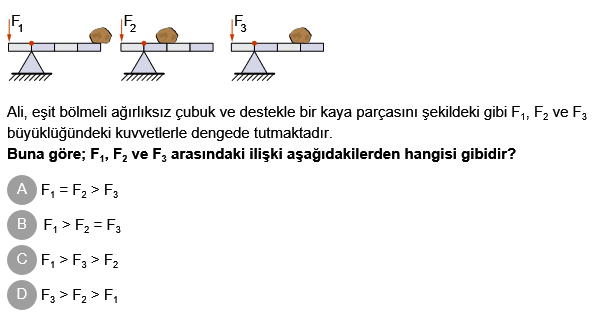 F₁ F₂ F₃
Ali, eşit bölmeli ağırlıksız çubuk ve destekle bir kaya parçasını şekildeki gibi F₁, F₂ ve F₃
büyüklüğündeki kuvvetlerle dengede tutmaktadır.
Buna göre; F₁, F₂ ve F₃ arasındaki ilişki aşağıdakilerden hangisi gibidir?
A F₁ = F₂ > F₃
B F₁ > F₂ = F₃
C F₁ > F₃ > F₂
D F₃ > F₂ > F₁